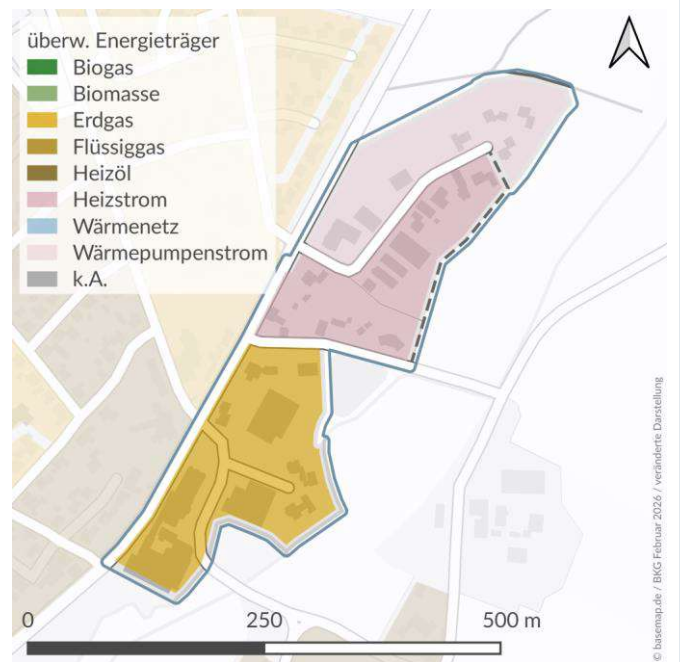 überw. Energieträger
Biogas
Biomasse
Erdgas
Flüssiggas
Heizöl
Heizstrom
Wärmenetz
Wärmepumpenstrom
k.A.
0 250 500 m
© basemap.de / BKG Februar 2026 / veränderte Darstellung